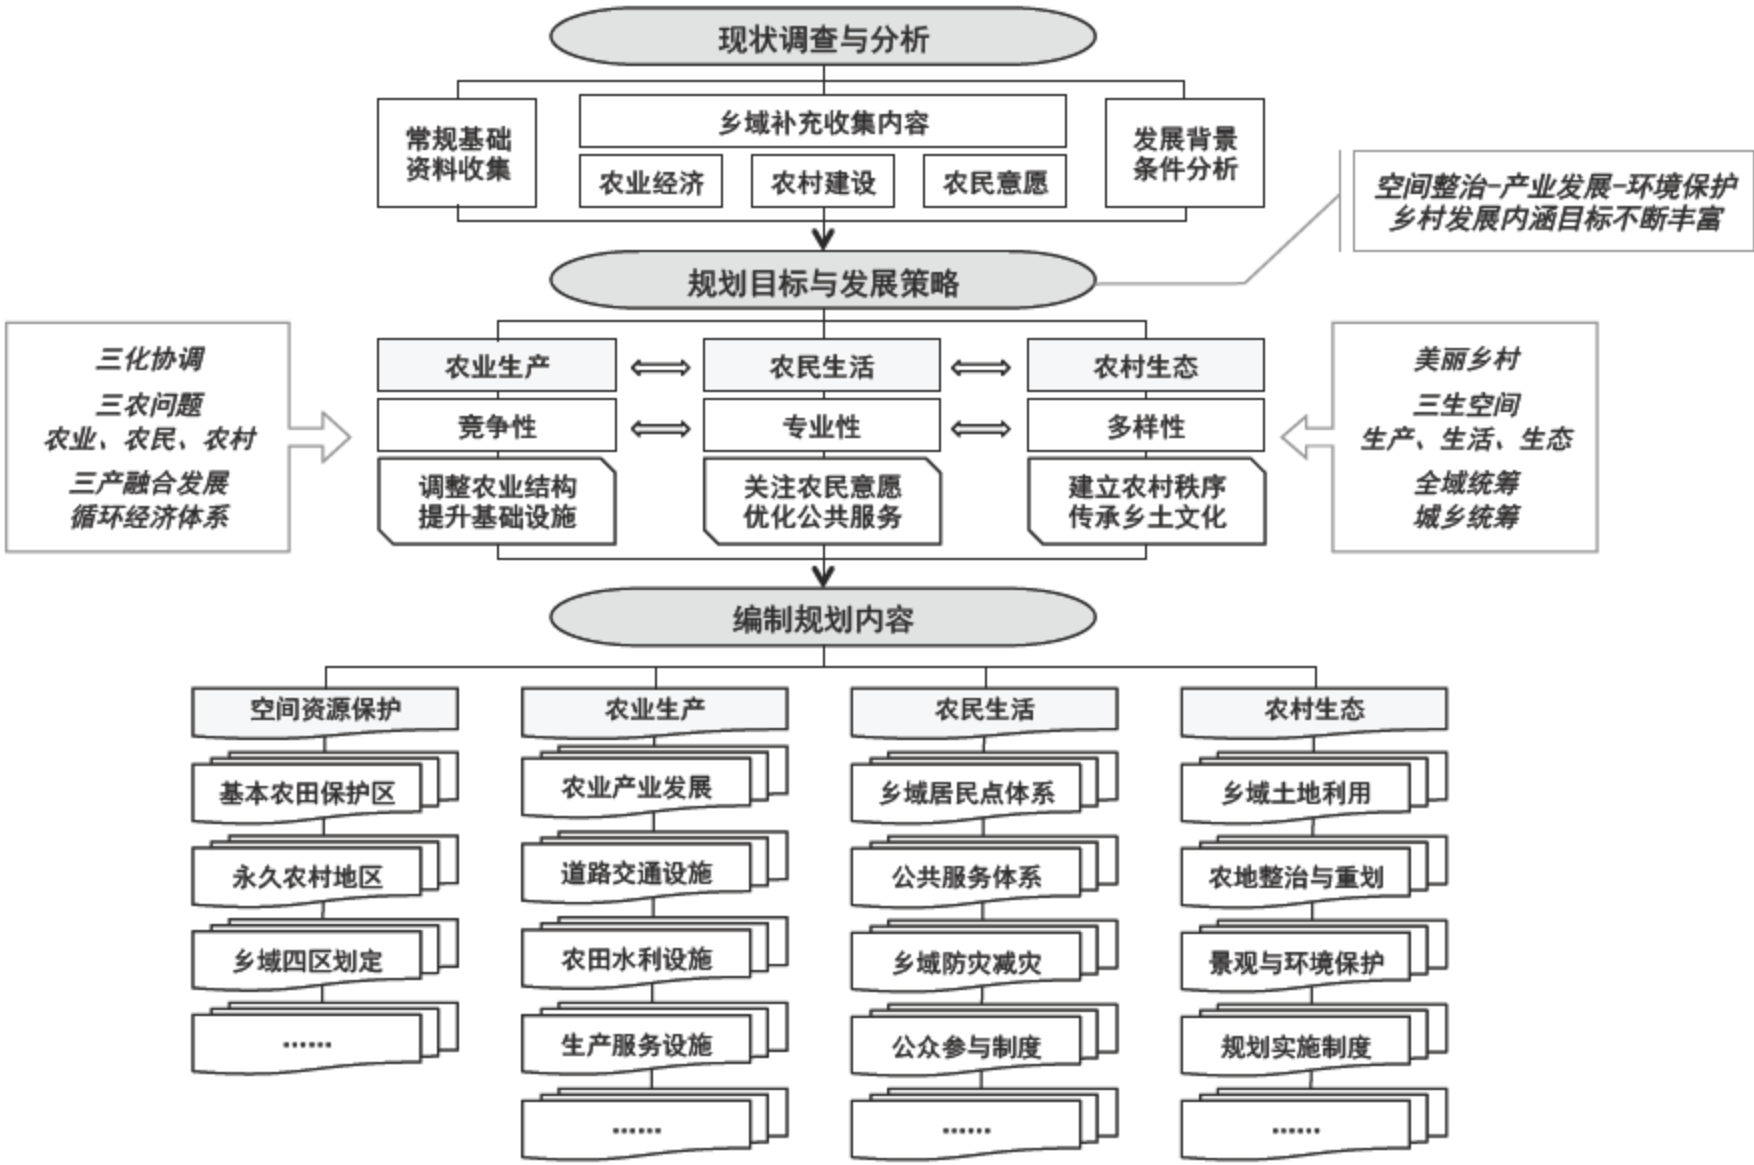 现状调查与分析
常规基础
资料收集
乡域补充收集内容
农业经济
农村建设
农民意愿
发展背景
条件分析
空间整治-产业发展-环境保护
乡村发展内涵目标不断丰富
规划目标与发展策略
三化协调
三农问题
农业、农民、农村
三产融合发展
循环经济体系
农业生产
农民生活
农村生态
竞争性
专业性
多样性
调整农业结构
提升基础设施
关注农民意愿
优化公共服务
建立农村秩序
传承乡土文化
美丽乡村
三生空间
生产、生活、生态
全域统筹
城乡统筹
编制规划内容
空间资源保护
基本农田保护区
永久农村地区
乡域四区划定
……
农业生产
农业产业发展
道路交通设施
农田水利设施
生产服务设施
……
农民生活
乡域居民点体系
公共服务体系
乡域防灾减灾
公众参与制度
……
农村生态
乡域土地利用
农地整治与重划
景观与环境保护
规划实施制度
……